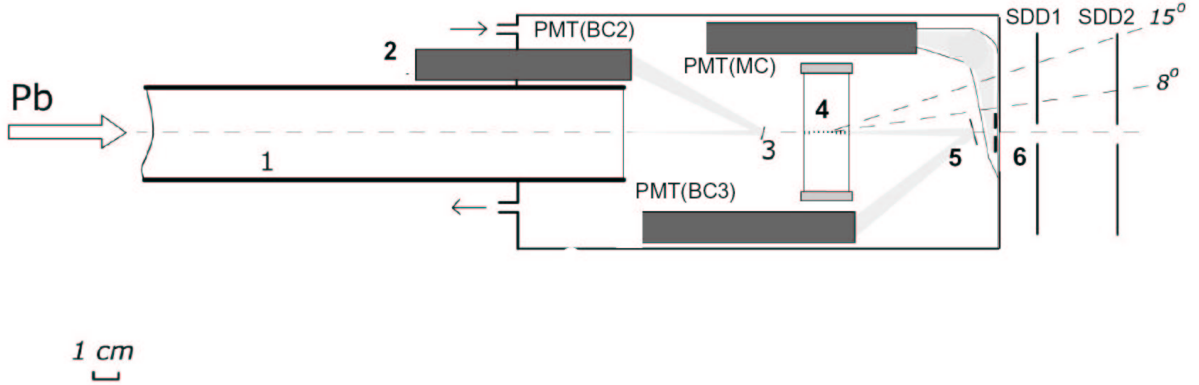 SDD1 SDD2 15°
PMT(BC2)
2
PMT(MC)
8°
Pb
4
3
1
5 6
PMT(BC3)
1 cm